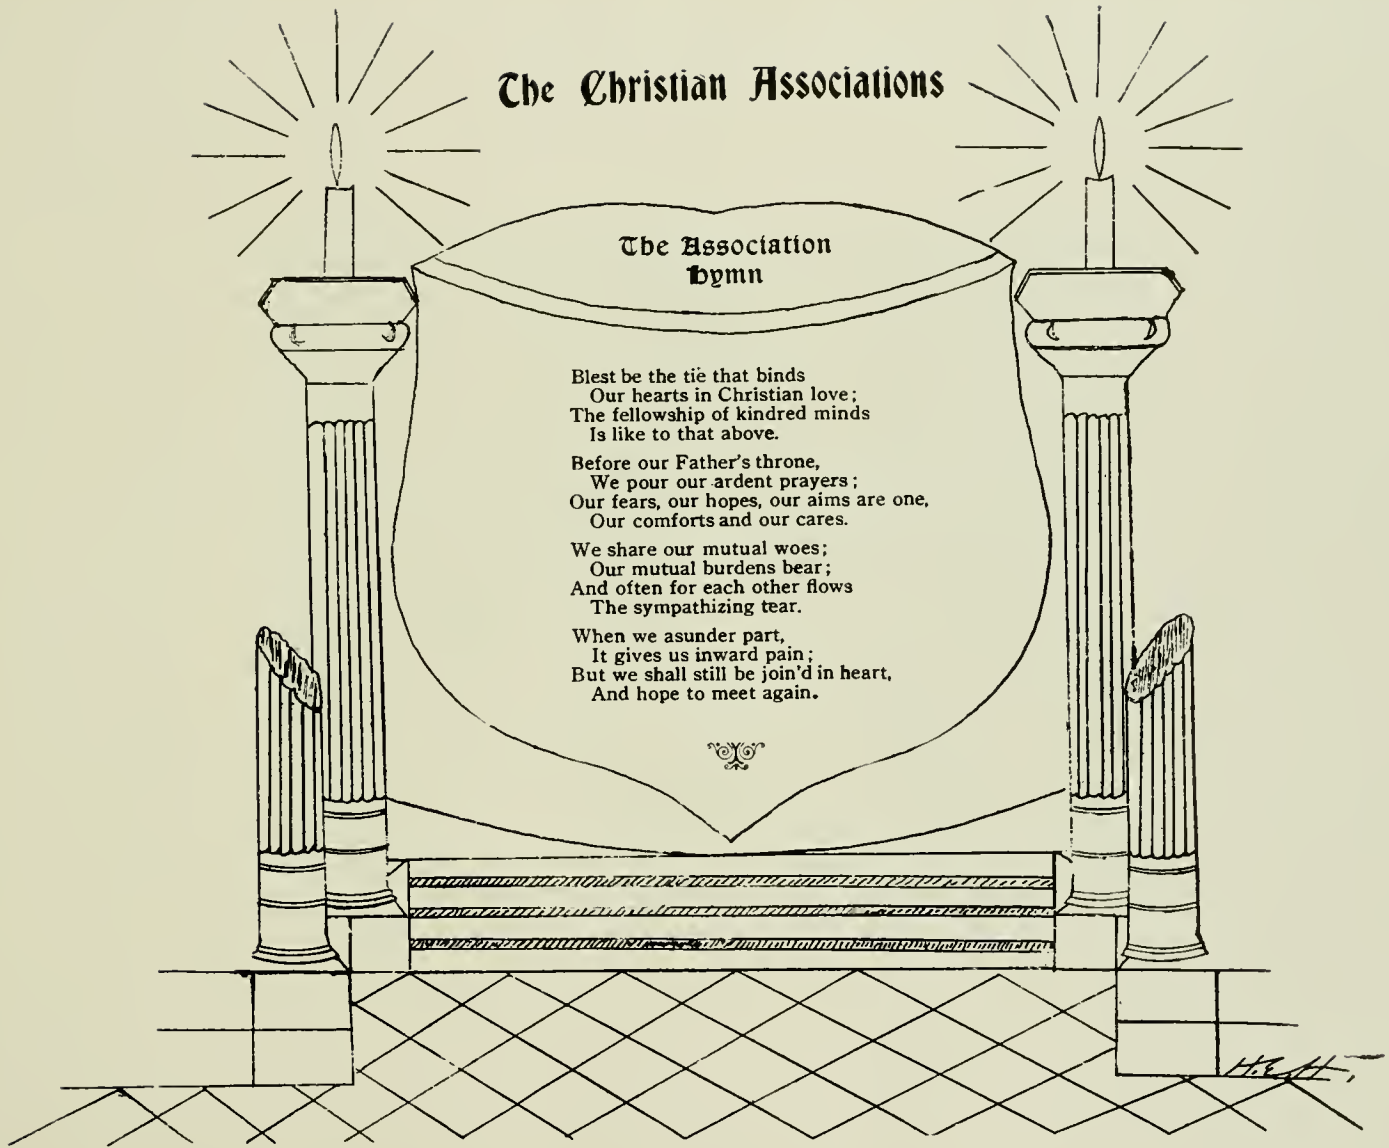 The Christian Associations
The Association
Hymn
Blest be the tie that binds
Our hearts in Christian love;
The fellowship of kindred minds
Is like to that above.
Before our Father's throne,
We pour our ardent prayers;
Our fears, our hopes, our aims are one,
Our comforts and our cares.
We share our mutual woes;
Our mutual burdens bear;
And often for each other flows
The sympathizing tear.
When we asunder part,
It gives us inward pain;
But we shall still be join'd in heart,
And hope to meet again.